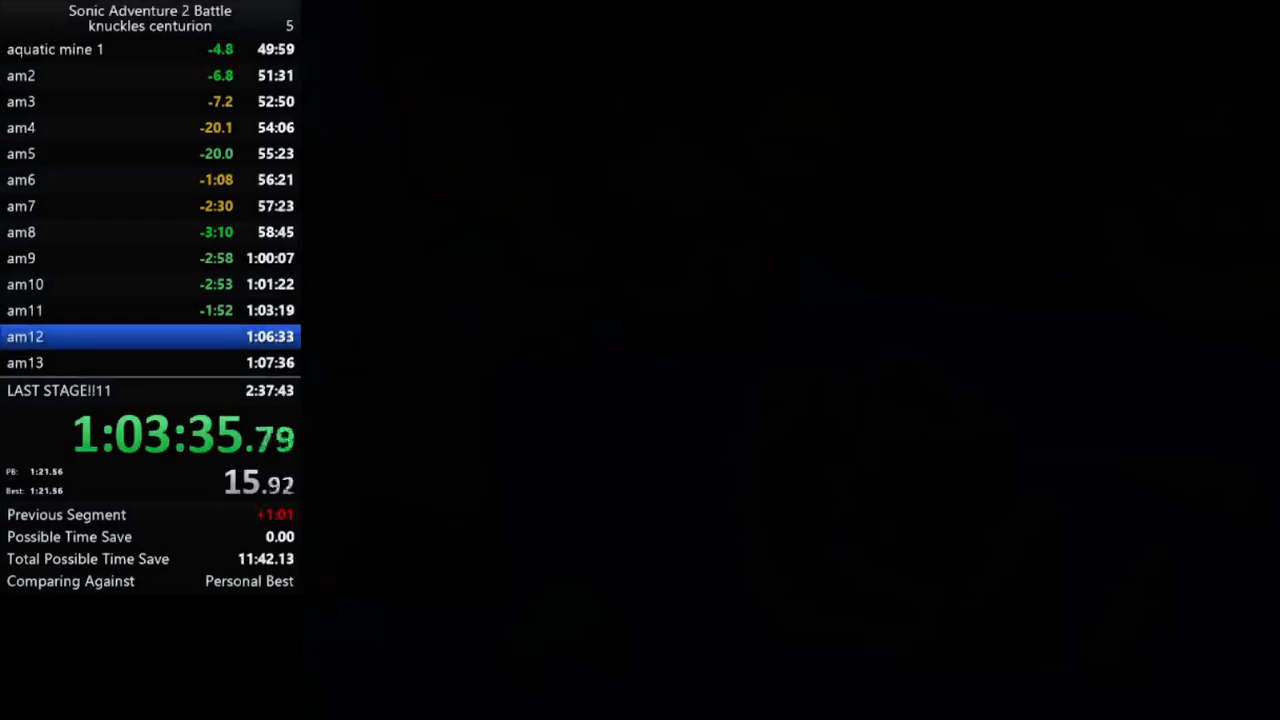 Sonic Adventure 2 Battle
knuckles centurion 5
aquatic mine 1 -4.8 49:59
am2 -6.8 51:31
am3 -7.2 52:50
am4 -20.1 54:06
am5 -20.0 55:23
am6 -1:08 56:21
am7 -2:30 57:23
am8 -3:10 58:45
am9 -2:58 1:00:07
am10 -2:53 1:01:22
am11 -1:52 1:03:19
am12 1:06:33
am13 1:07:36
LAST STAGE!!11 2:37:43
1:03:35.79
PB: 1:21.56
15.92
Best: 1:21.56
Previous Segment +1:01
Possible Time Save 0.00
Total Possible Time Save 11:42.13
Comparing Against Personal Best